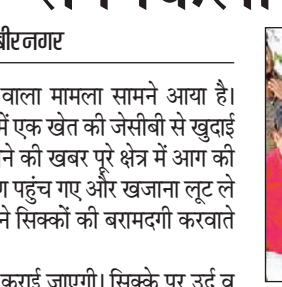 बीरनगर
वाला मामला सामने आया है।
में एक खेत की जेसीबी से खुदाई
ने की खबर पूरे क्षेत्र में आग की
ण पहुंच गए और खजाना लूट ले
ने सिक्कों की बरामदगी करवाते
कराई जाएगी। सिक्के पर उर्दू व